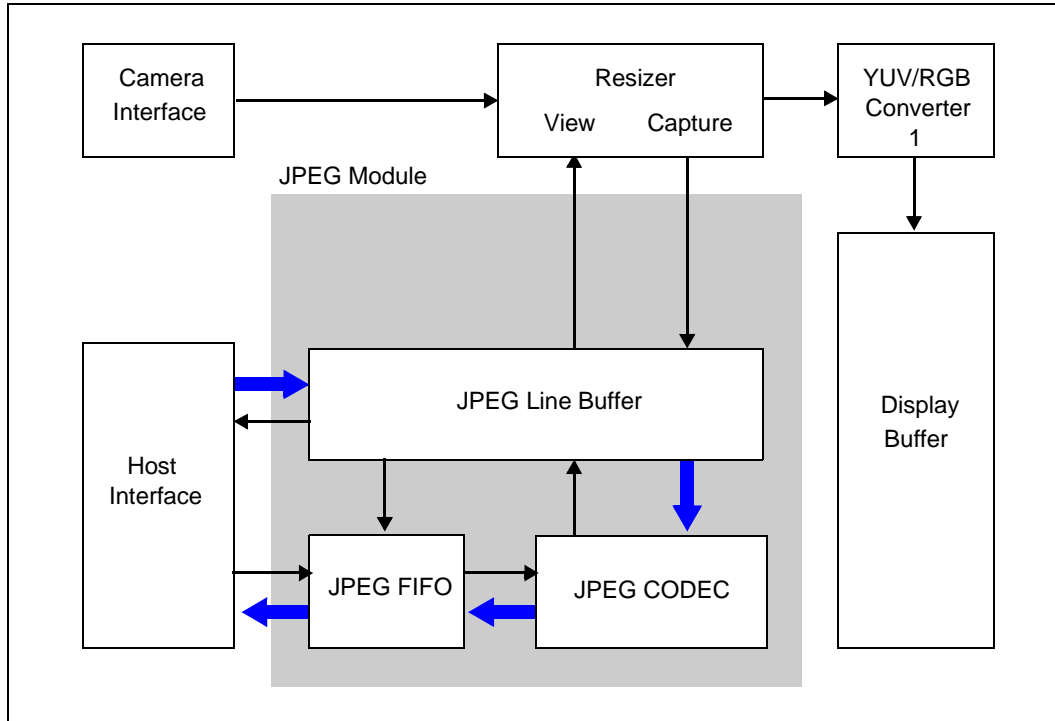 Camera
Interface
Resizer
View Capture
YUV/RGB
Converter
1
JPEG Module
JPEG Line Buffer
Host
Interface
Display
Buffer
JPEG FIFO
JPEG CODEC